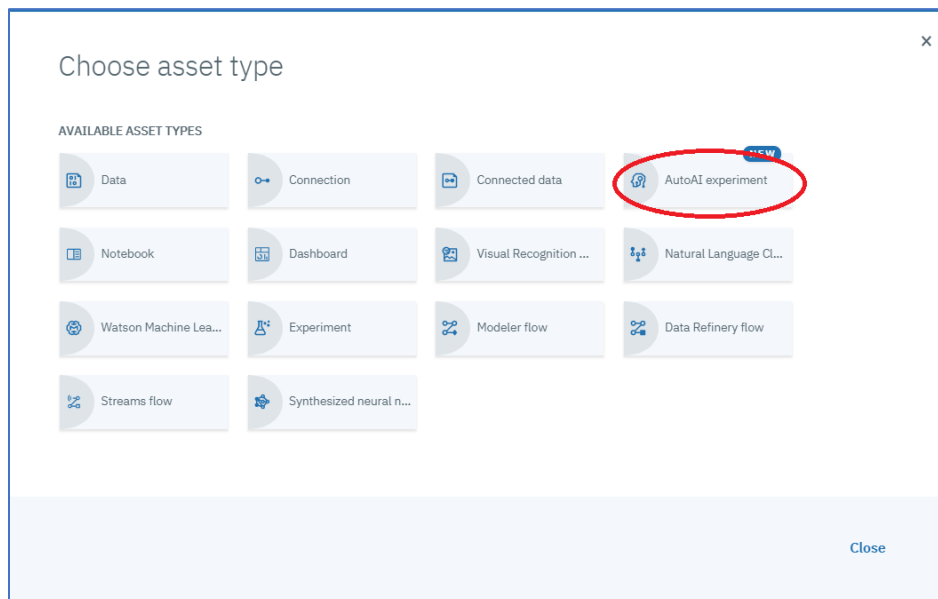 ×
Choose asset type
AVAILABLE ASSET TYPES
NEW
Data
Connection
Connected data
AutoAI experiment
Notebook
Dashboard
Visual Recognition ...
Natural Language Cl...
Watson Machine Lea...
Experiment
Modeler flow
Data Refinery flow
Streams flow
Synthesized neural n...
Close